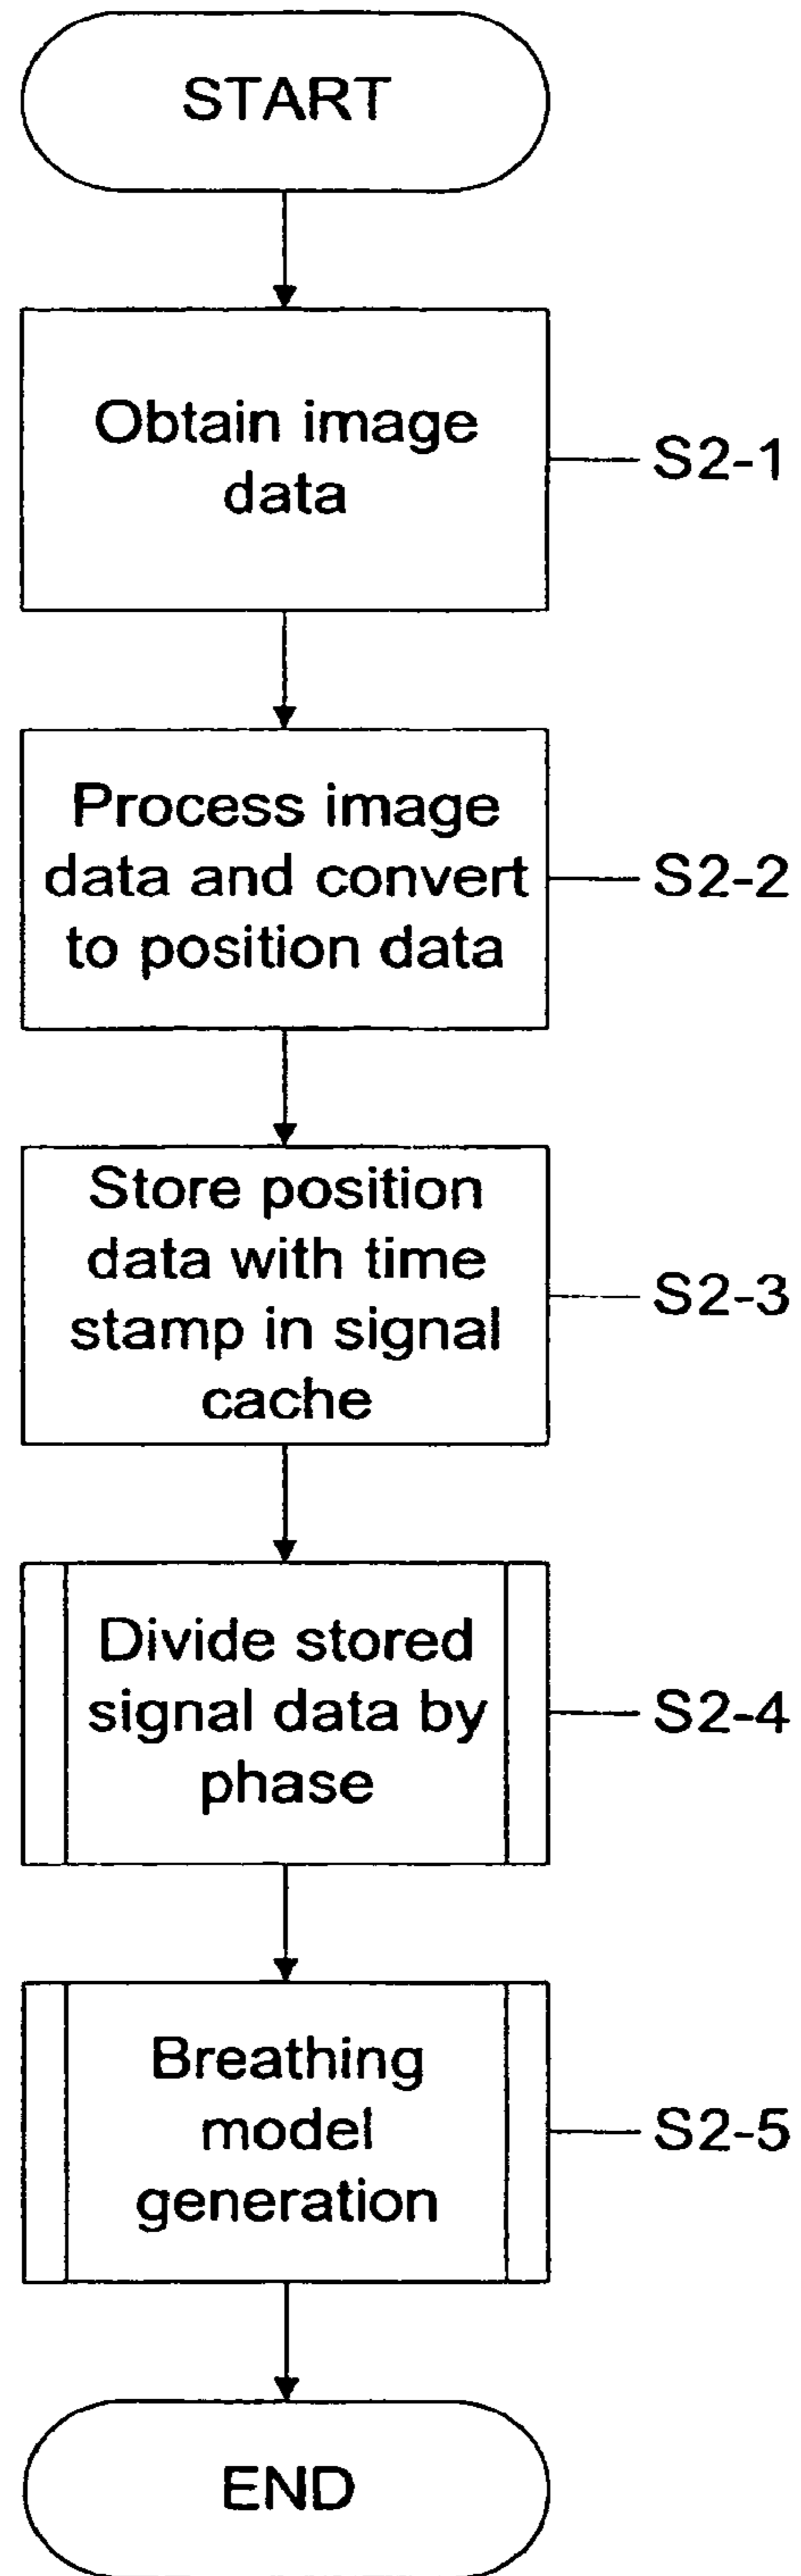 START
Obtain image
data
S2-1
Process image
data and convert
to position data
S2-2
Store position
data with time
stamp in signal
cache
S2-3
Divide stored
signal data by
phase
S2-4
Breathing
model
generation
S2-5
END